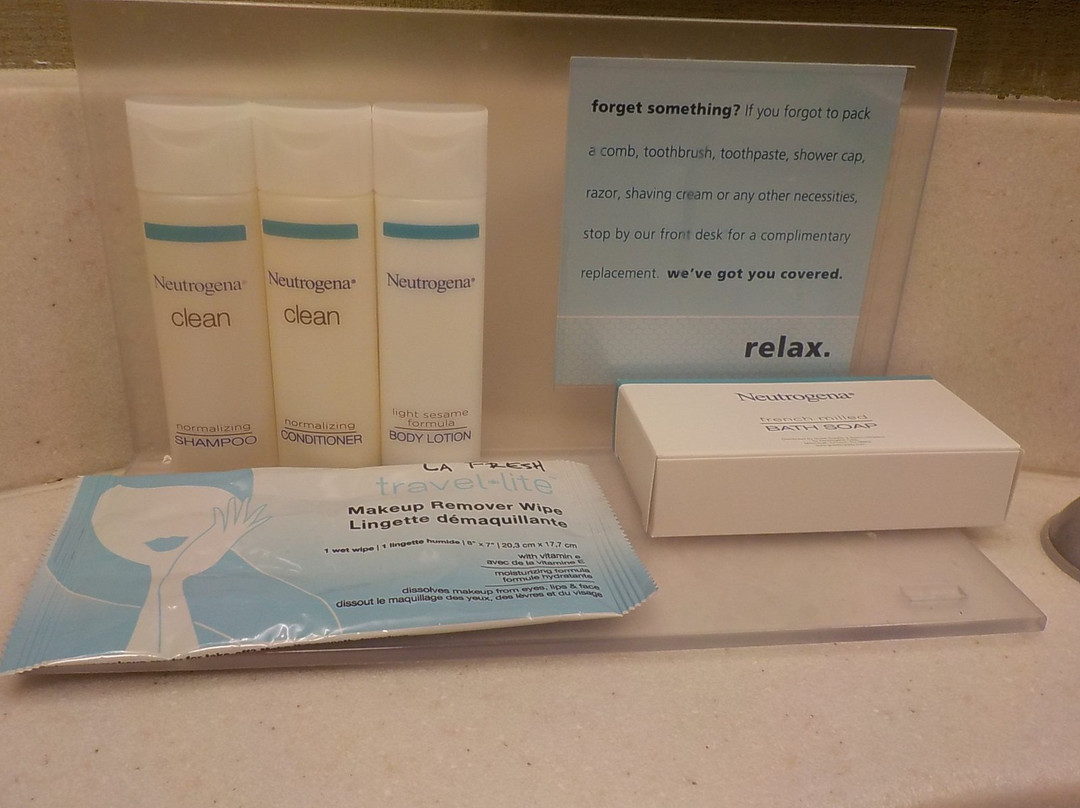 Neutrogena®
clean
normalizing
SHAMPOO
Neutrogena®
clean
normalizing
CONDITIONER
Neutrogena®
light sesame
formula
BODY LOTION
forget something? If you forgot to pack
a comb, toothbrush, toothpaste, shower cap,
razor, shaving cream or any other necessities,
stop by our front desk for a complimentary
replacement. we've got you covered.
relax.
Neutrogena®
french milled
BATH SOAP
LA FRESH
travel•lite™
Makeup Remover Wipe
Lingette démaquillante
1 wet wipe | 1 lingette humide | 8" x 7" | 20,3 cm x 17,7 cm
with vitamin e
avec de la vitamine E
moisturizing formula
formule hydratante
dissolves makeup from eyes, lips & face
dissout le maquillage des yeux, des lèvres et du visage